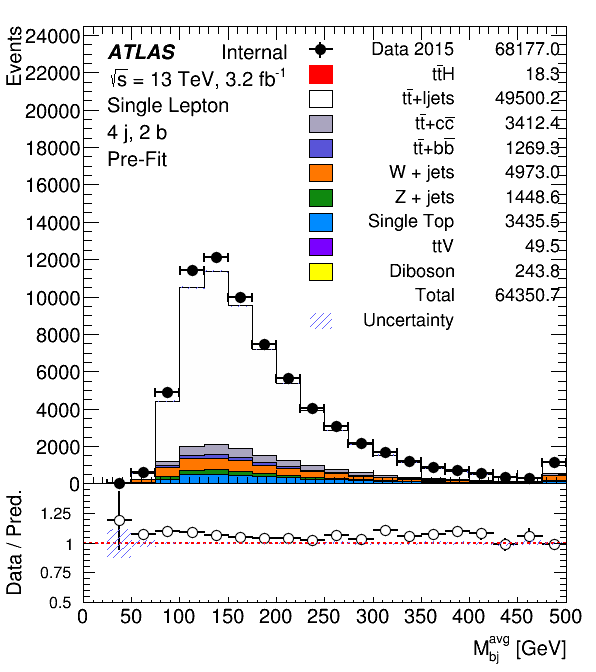 Events
24000
22000
20000
18000
16000
14000
12000
10000
8000
6000
4000
2000
0
ATLAS Internal
√s = 13 TeV, 3.2 fb⁻¹
Single Lepton
4 j, 2 b
Pre-Fit
Data 2015 68177.0
tt̄H 18.3
tt̄+ljets 49500.2
tt̄+cc̄ 3412.4
tt̄+bb̄ 1269.3
W + jets 4973.0
Z + jets 1448.6
Single Top 3435.5
ttV 49.5
Diboson 243.8
Total 64350.7
Uncertainty
Data / Pred.
1.25
1
0.75
0.5
0 50 100 150 200 250 300 350 400 450 500
M_bj^avg [GeV]